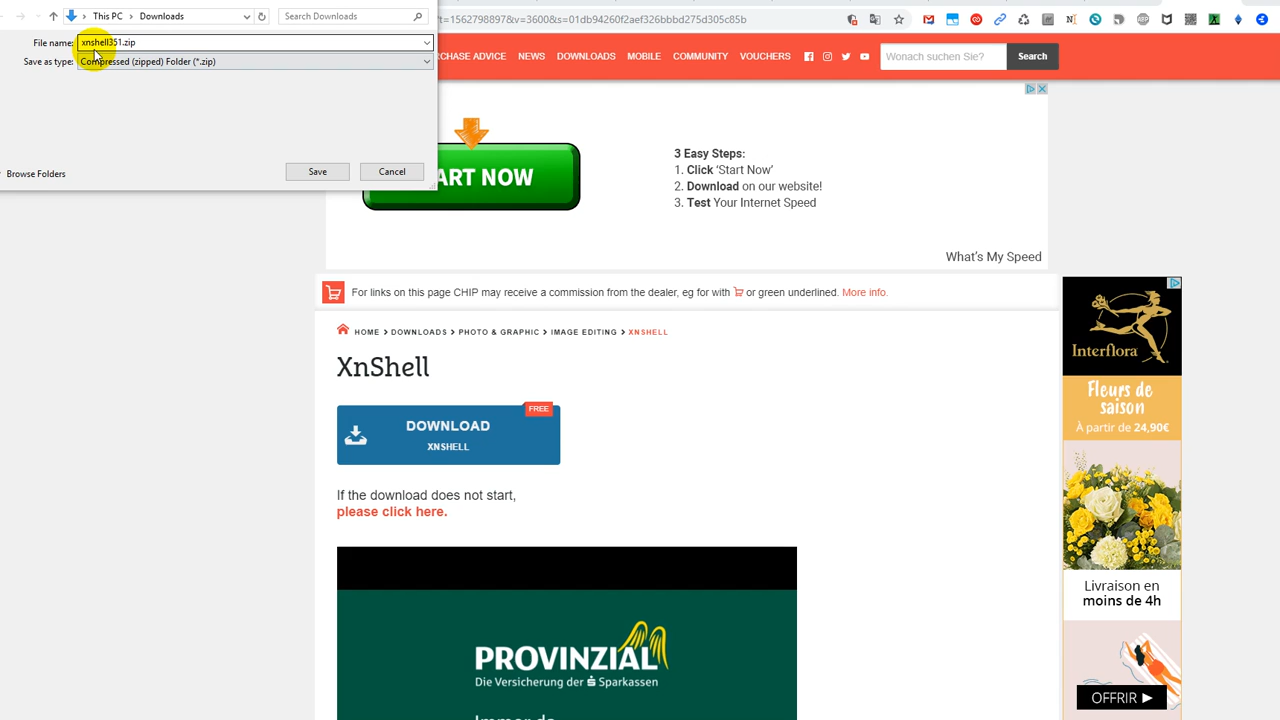 This PC > Downloads
Search Downloads
File name: xnshell351.zip
Save as type: Compressed (zipped) Folder (*.zip)
Browse Folders
Save
Cancel
=1562798897&v=3600&s=01db94260f2aef326bbbd275d305c85b
RCHASE ADVICE NEWS DOWNLOADS MOBILE COMMUNITY VOUCHERS
Wonach suchen Sie?
Search
ART NOW
3 Easy Steps:
1. Click 'Start Now'
2. Download on our website!
3. Test Your Internet Speed
What's My Speed
For links on this page CHIP may receive a commission from the dealer, eg for with or green underlined. More info.
HOME > DOWNLOADS > PHOTO & GRAPHIC > IMAGE EDITING > XNSHELL
XnShell
FREE
DOWNLOAD
XNSHELL
If the download does not start,
please click here.
PROVINZIAL
Die Versicherung der Sparkassen
Interflora
Fleurs de
saison
À partir de 24,90€
Livraison en
moins de 4h
OFFRIR